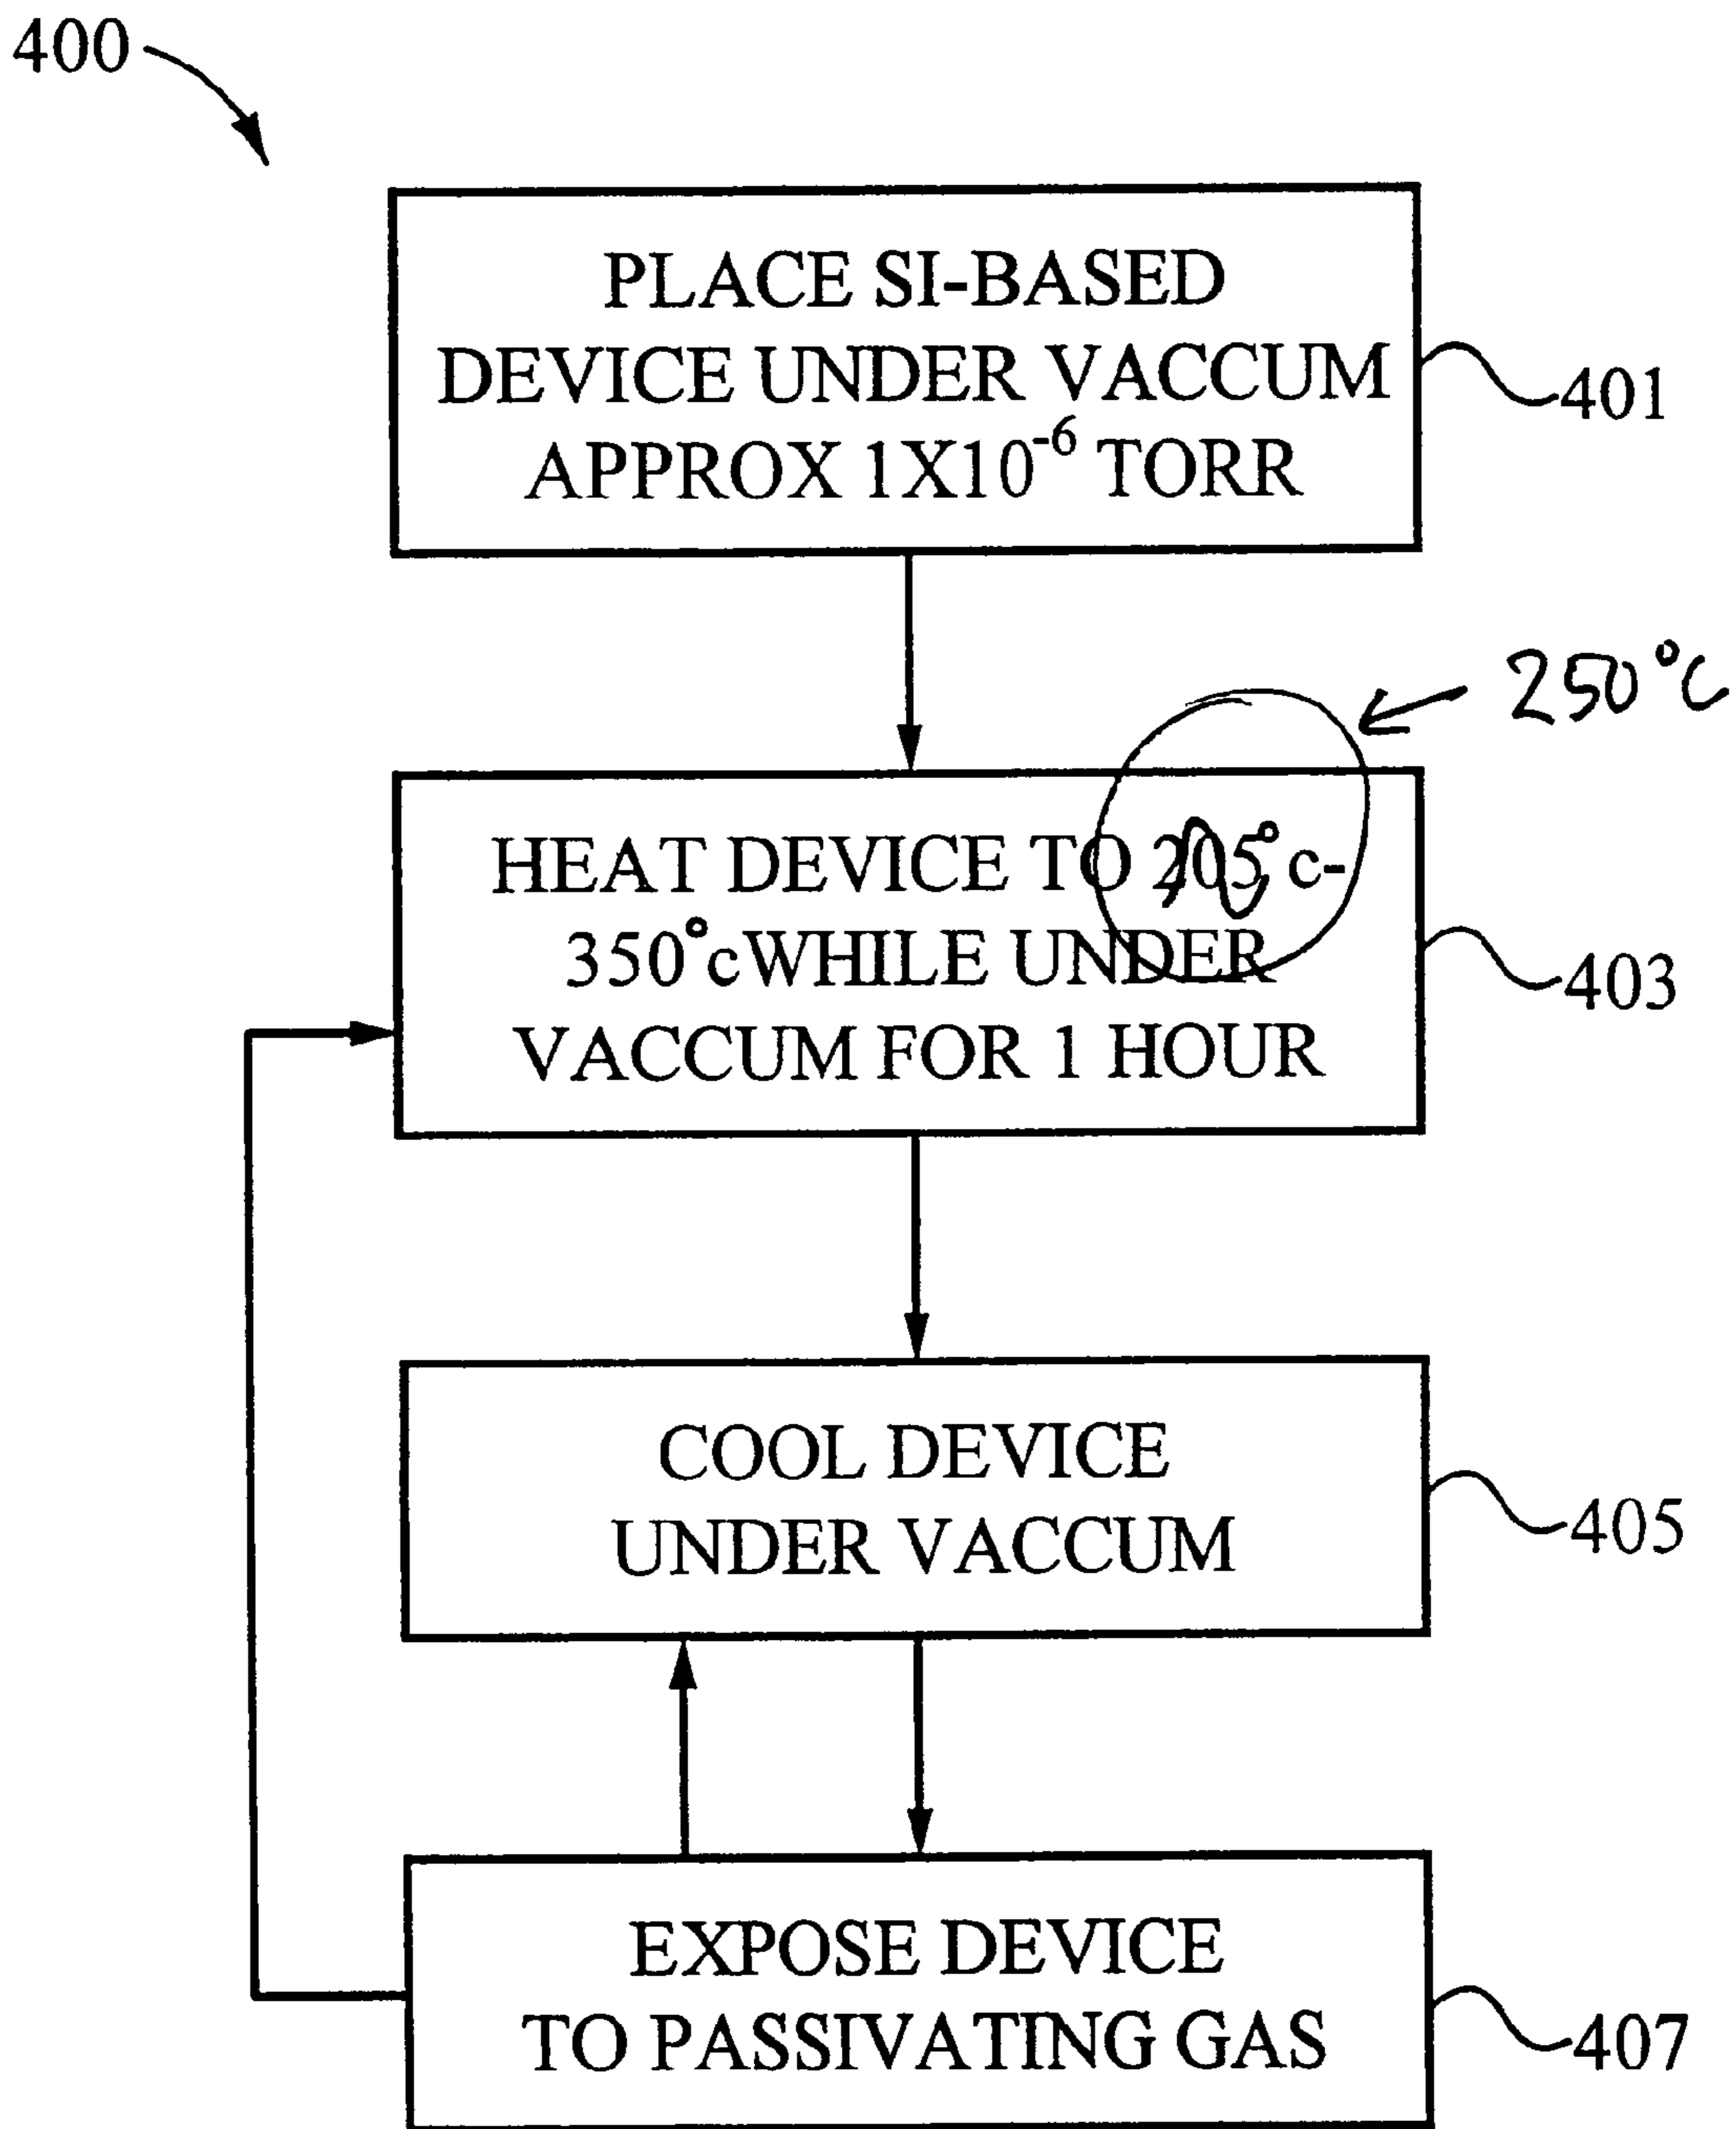 400
PLACE SI-BASED
DEVICE UNDER VACCUM
APPROX 1X10⁻⁶ TORR
401
250°C
HEAT DEVICE TO 205°c-
350°cWHILE UNDER
VACCUM FOR 1 HOUR
403
COOL DEVICE
UNDER VACCUM
405
EXPOSE DEVICE
TO PASSIVATING GAS
407